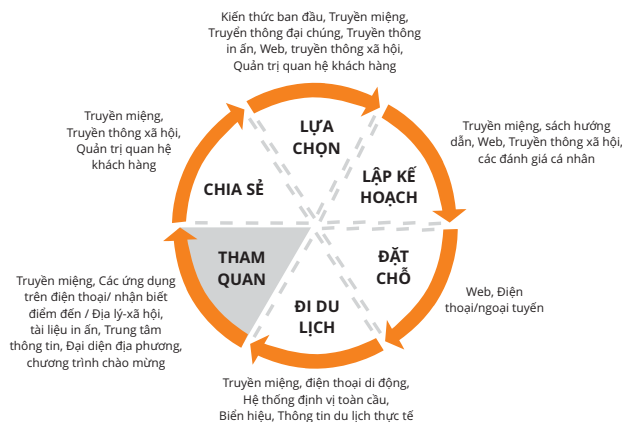 Kiến thức ban đầu, Truyền miệng,
Truyển thông đại chúng, Truyền thông
in ấn, Web, truyền thông xã hội,
Quản trị quan hệ khách hàng
LỰA
CHỌN
Truyền miệng, sách hướng
dẫn, Web, Truyền thông xã hội,
các đánh giá cá nhân
LẬP KẾ
HOẠCH
ĐẶT
CHỖ
Web, Điện
thoại/ngoại tuyến
ĐI DU
LỊCH
Truyền miệng, điện thoại di động,
Hệ thống định vị toàn cầu,
Biển hiệu, Thông tin du lịch thực tế
THAM
QUAN
Truyền miệng, Các ứng dụng
trên điện thoại/ nhận biết
điểm đến / Địa lý-xã hội,
tài liệu in ấn, Trung tâm
thông tin, Đại diện địa phương,
chương trình chào mừng
CHIA SẺ
Truyền miệng,
Truyền thông xã hội,
Quản trị quan hệ
khách hàng